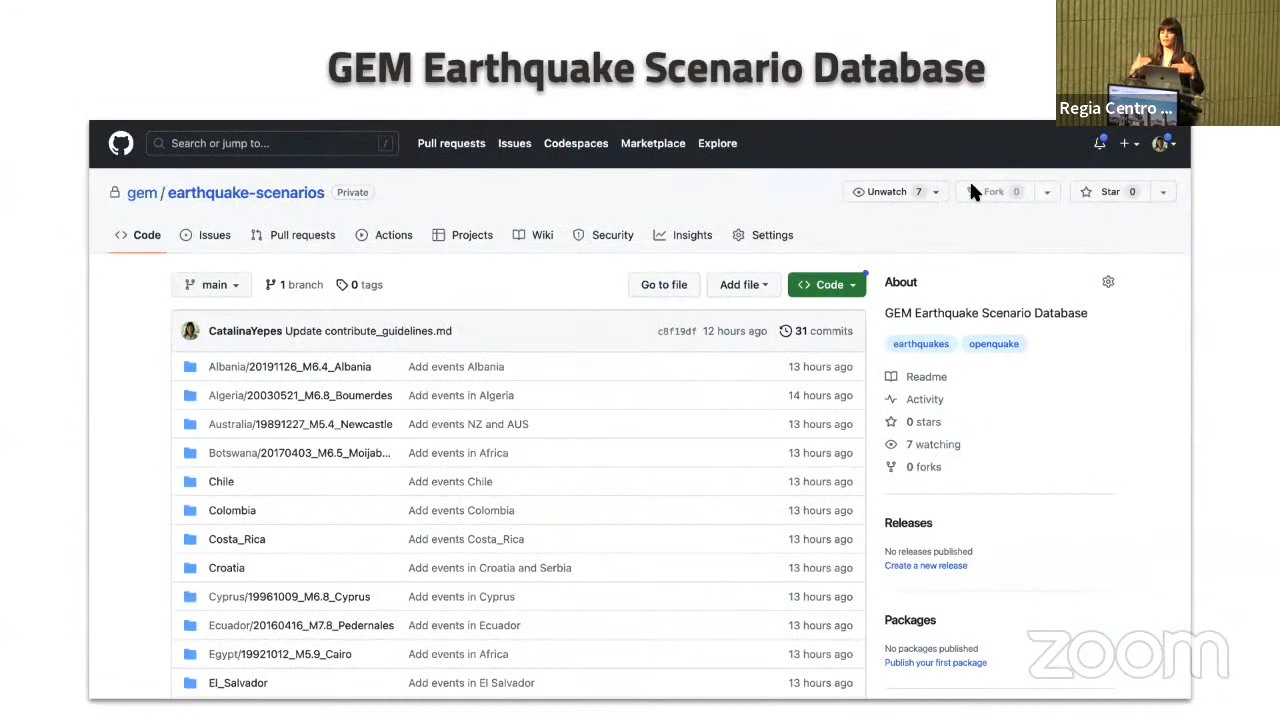 GEM Earthquake Scenario Database
Regia Centro ...
Search or jump to... /
Pull requests Issues Codespaces Marketplace Explore
gem / earthquake-scenarios Private
Unwatch 7 Fork 0 Star 0
Code Issues Pull requests Actions Projects Wiki Security Insights Settings
main 1 branch 0 tags Go to file Add file Code
CatalinaYepes Update contribute_guidelines.md c8f19df 12 hours ago 31 commits
Albania/20191126_M6.4_Albania Add events Albania 13 hours ago
Algeria/20030521_M6.8_Boumerdes Add events in Algeria 14 hours ago
Australia/19891227_M5.4_Newcastle Add events NZ and AUS 13 hours ago
Botswana/20170403_M6.5_Moijab... Add events in Africa 13 hours ago
Chile Add events Chile 13 hours ago
Colombia Add events Colombia 13 hours ago
Costa_Rica Add events Costa_Rica 13 hours ago
Croatia Add events in Croatia and Serbia 13 hours ago
Cyprus/19961009_M6.8_Cyprus Add events in Cyprus 13 hours ago
Ecuador/20160416_M7.8_Pedernales Add events in Ecuador 13 hours ago
Egypt/19921012_M5.9_Cairo Add events in Africa 13 hours ago
El_Salvador Add events in El Salvador 13 hours ago
About
GEM Earthquake Scenario Database
earthquakes openquake
Readme
Activity
0 stars
7 watching
0 forks
Releases
No releases published
Create a new release
Packages
No packages published
Publish your first package
zoom